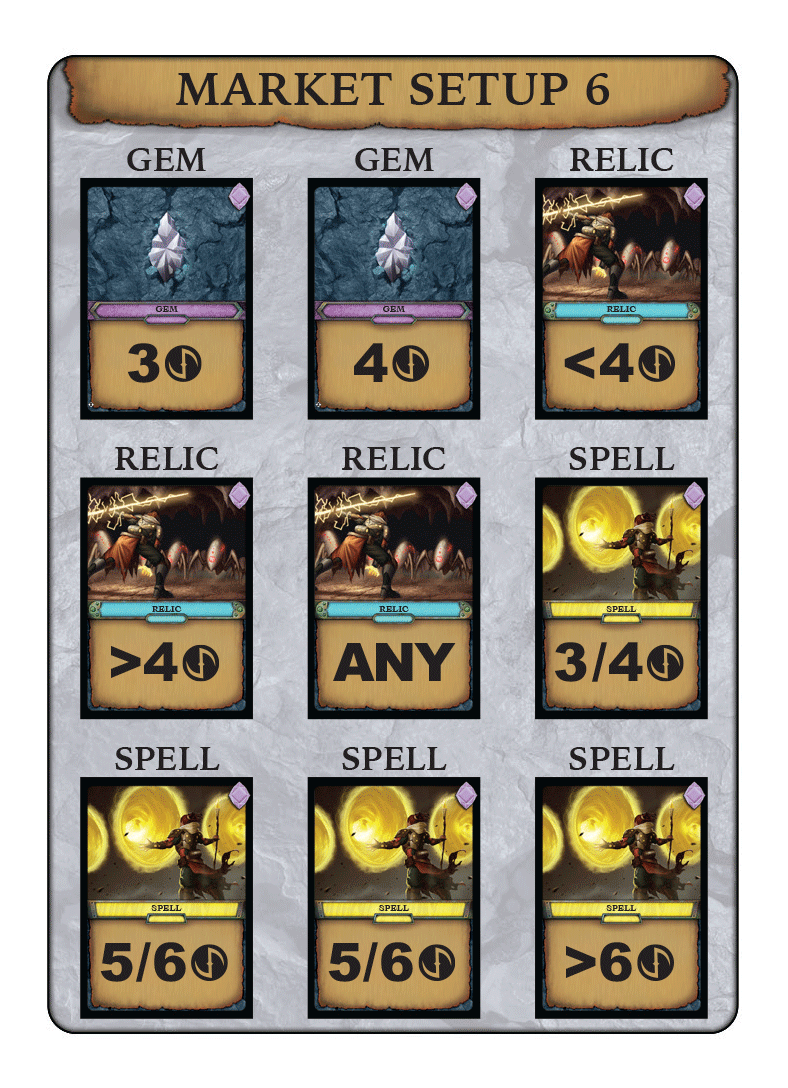 MARKET SETUP 6
GEM GEM RELIC
GEM GEM RELIC
3 4 <4
RELIC RELIC SPELL
RELIC RELIC SPELL
>4 ANY 3/4
SPELL SPELL SPELL
SPELL SPELL SPELL
5/6 5/6 >6